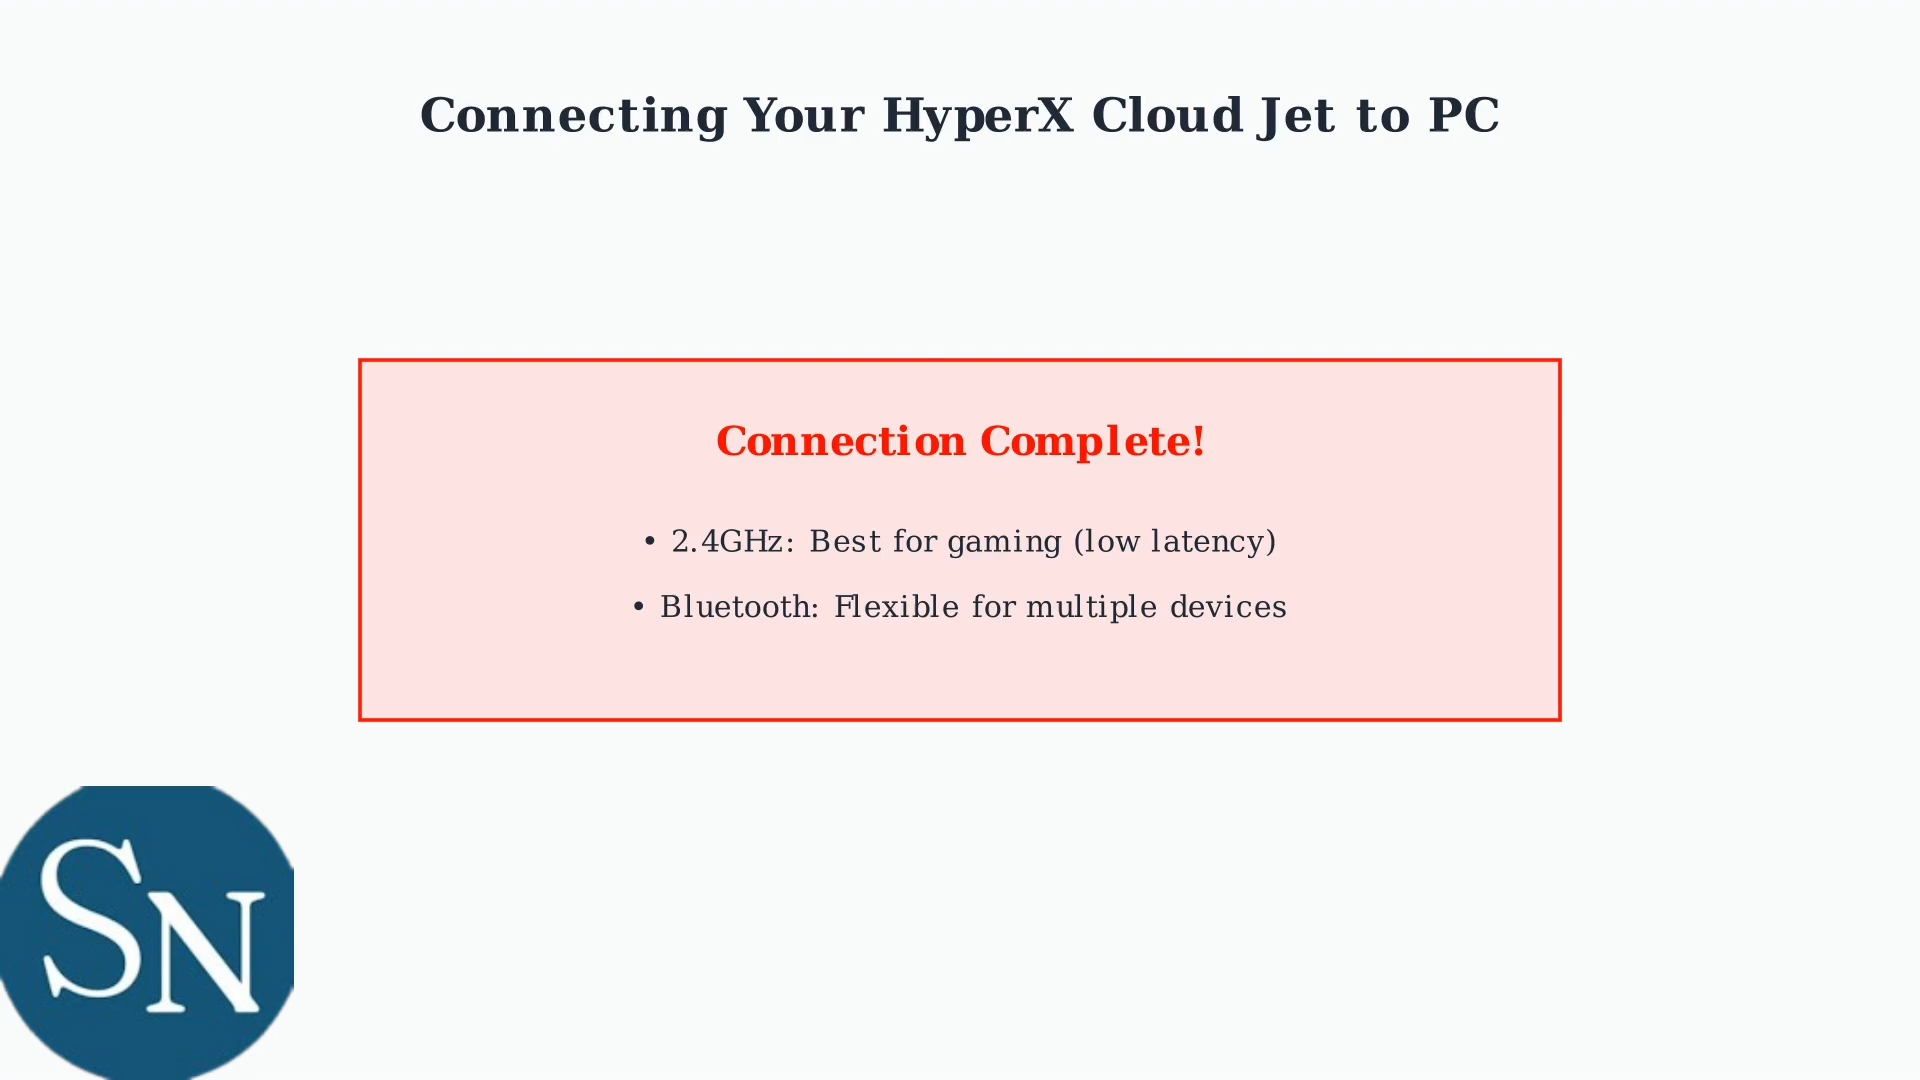 Connecting Your HyperX Cloud Jet to PC
Connection Complete!
• 2.4GHz: Best for gaming (low latency)
• Bluetooth: Flexible for multiple devices
SN